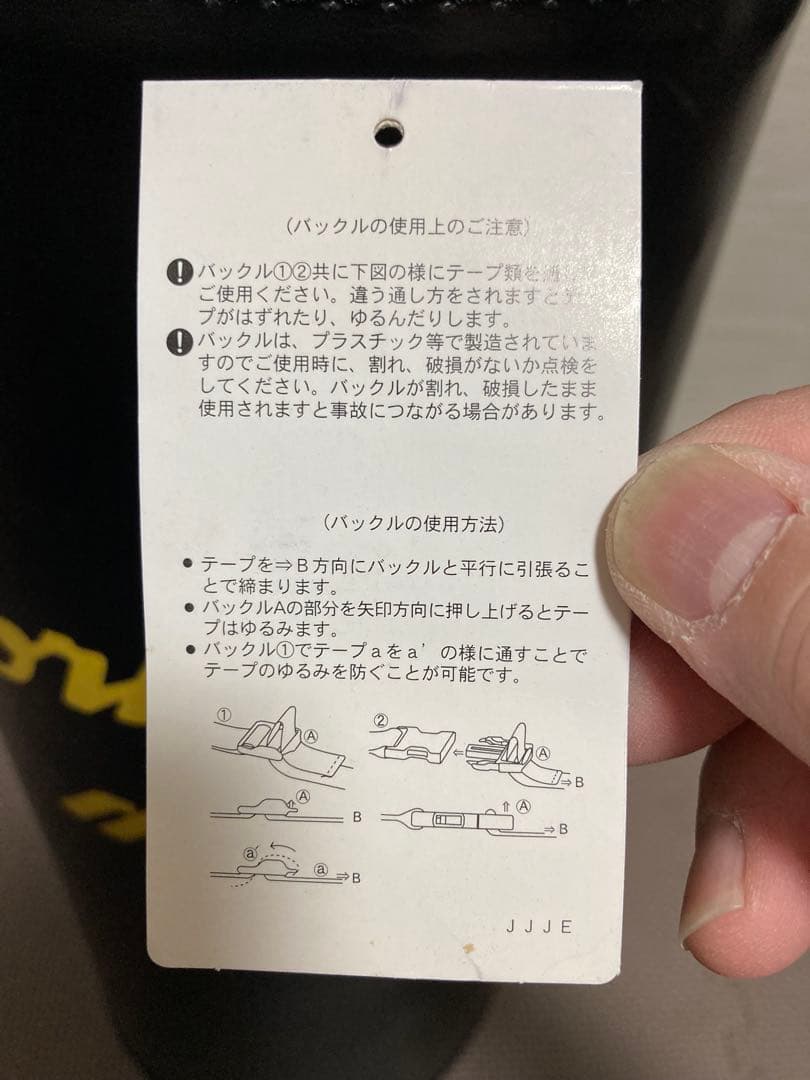 (バックルの使用上のご注意)
! バックル①②共に下図の様にテープ類を通し
ご使用ください。違う通し方をされますとテー
プがはずれたり、ゆるんだりします。
! バックルは、プラスチック等で製造されていま
すのでご使用時に、割れ、破損がないか点検を
してください。バックルが割れ、破損したまま
使用されますと事故につながる場合があります。
(バックルの使用方法)
● テープを⇒B方向にバックルと平行に引張るこ
とで締まります。
● バックルAの部分を矢印方向に押し上げるとテー
プはゆるみます。
● バックル①でテープaをa'の様に通すことで
テープのゆるみを防ぐことが可能です。
① Ⓐ ② Ⓐ
⇒B
Ⓐ B ⇑Ⓐ ⇒B
ⓐ' ⓐ ⇒B
JJJE